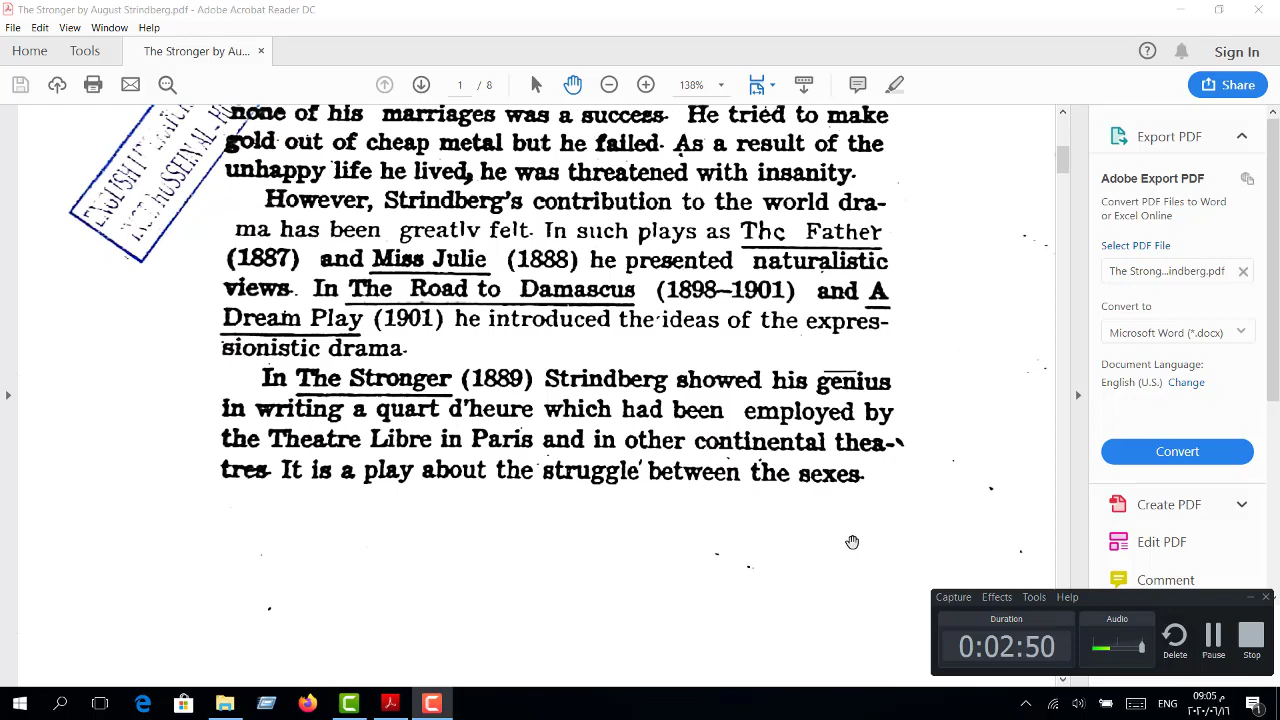 The Stronger by August Strindberg.pdf - Adobe Acrobat Reader DC
File Edit View Window Help
Home Tools The Stronger by Au... ×
1 / 8 138% Sign In
Share
none of his marriages was a success. He tried to make
gold out of cheap metal but he failed. As a result of the
unhappy life he lived, he was threatened with insanity.
However, Strindberg's contribution to the world dra-
ma has been greatly felt. In such plays as The Father
(1887) and Miss Julie (1888) he presented naturalistic
views. In The Road to Damascus (1898–1901) and A
Dream Play (1901) he introduced the ideas of the expres-
sionistic drama.
In The Stronger (1889) Strindberg showed his genius
in writing a quart d'heure which had been employed by
the Theatre Libre in Paris and in other continental thea-
tres. It is a play about the struggle between the sexes.
Export PDF
Adobe Export PDF
Convert PDF Files to Word
or Excel Online
Select PDF File
The Strong...indberg.pdf
Convert to
Microsoft Word (*.docx)
Document Language:
English (U.S.) Change
Convert
Create PDF
Edit PDF
Comment
Capture Effects Tools Help
Duration
0:02:50
Audio
Delete
Pause
Stop
ENG
09:05 م